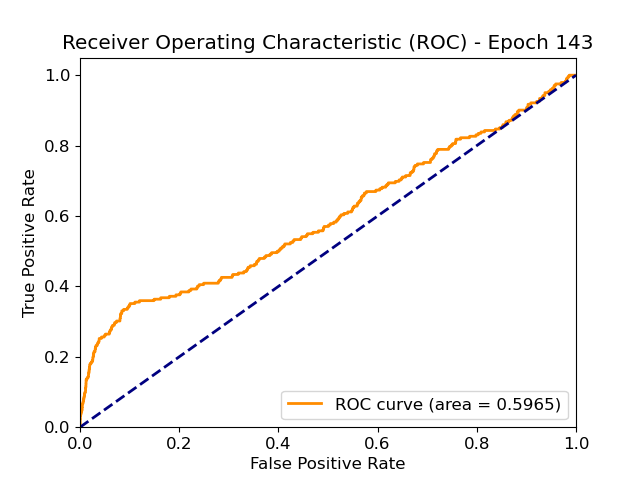 Receiver Operating Characteristic (ROC) - Epoch 143
True Positive Rate
1.0
0.8
0.6
0.4
0.2
0.0
ROC curve (area = 0.5965)
0.0 0.2 0.4 0.6 0.8 1.0
False Positive Rate